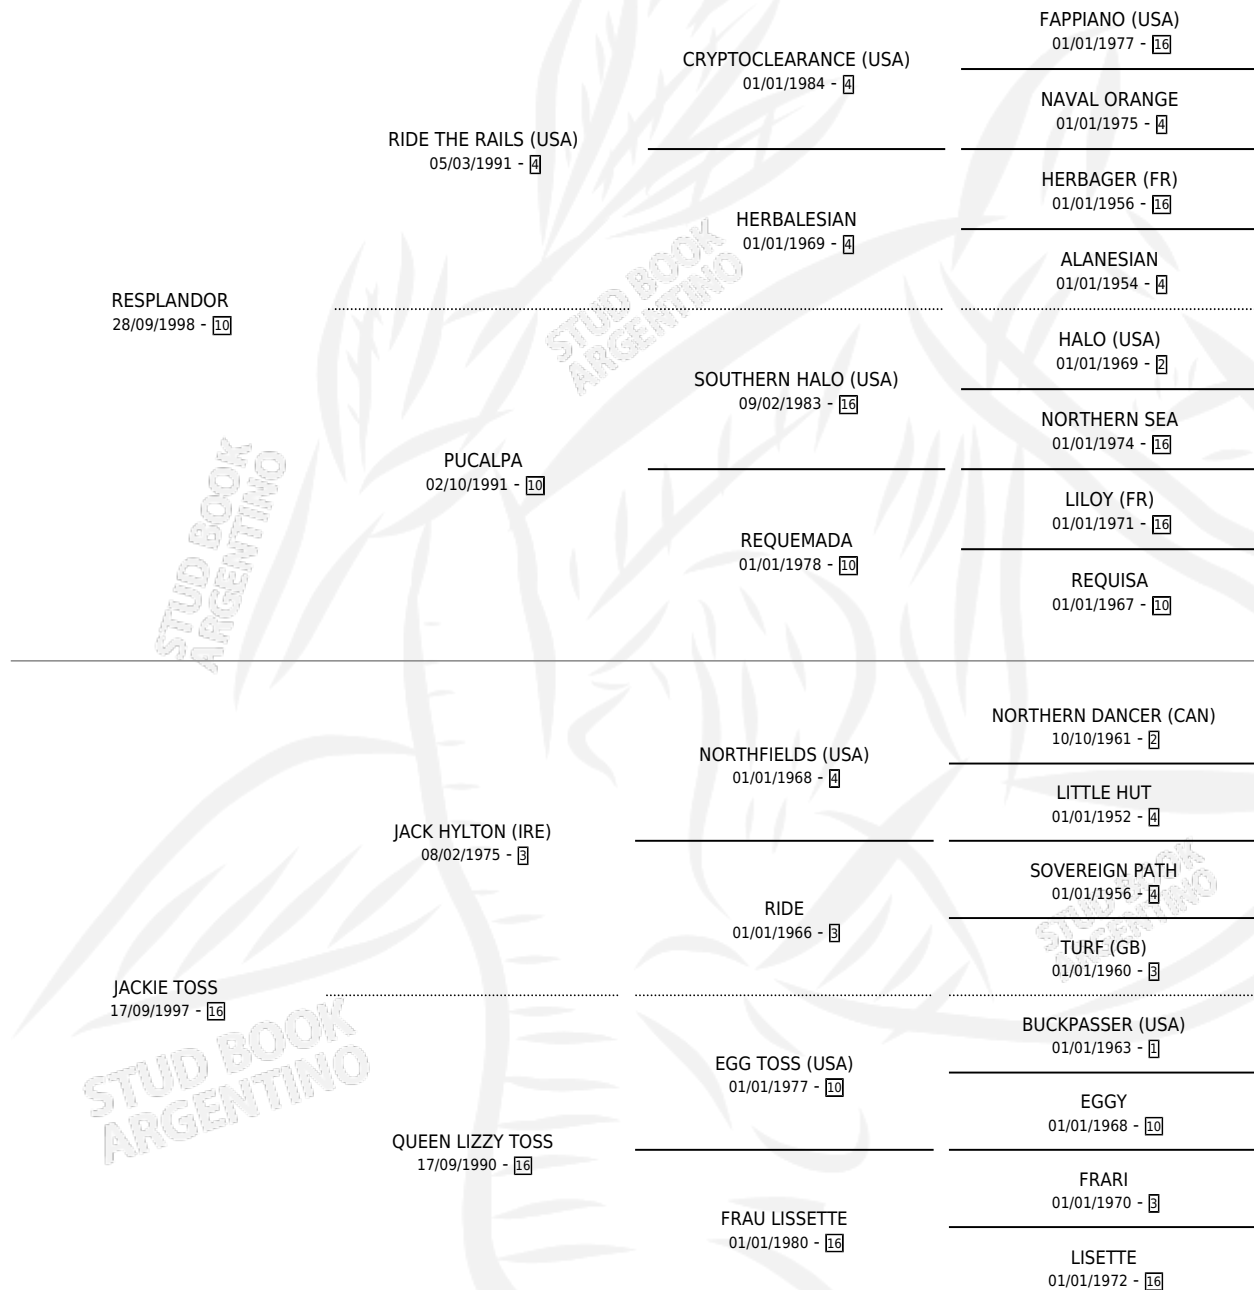 FAPPIANO (USA)
01/01/1977 - 16
CRYPTOCLEARANCE (USA)
01/01/1984 - 4
NAVAL ORANGE
01/01/1975 - 4
RIDE THE RAILS (USA)
05/03/1991 - 4
HERBAGER (FR)
01/01/1956 - 16
HERBALESIAN
01/01/1969 - 4
ALANESIAN
01/01/1954 - 4
RESPLANDOR
28/09/1998 - 10
STUD BOOK
ARGENTINO
HALO (USA)
01/01/1969 - 2
SOUTHERN HALO (USA)
09/02/1983 - 16
NORTHERN SEA
01/01/1974 - 16
PUCALPA
02/10/1991 - 10
LILOY (FR)
01/01/1971 - 16
REQUEMADA
01/01/1978 - 10
REQUISA
01/01/1967 - 10
STUD BOOK
ARGENTINO
NORTHERN DANCER (CAN)
10/10/1961 - 2
NORTHFIELDS (USA)
01/01/1968 - 4
LITTLE HUT
01/01/1952 - 4
JACK HYLTON (IRE)
08/02/1975 - 3
SOVEREIGN PATH
01/01/1956 - 4
RIDE
01/01/1966 - 3
STUD BOOK
ARGENTINO
TURF (GB)
01/01/1960 - 3
JACKIE TOSS
17/09/1997 - 16
BUCKPASSER (USA)
01/01/1963 - 1
EGG TOSS (USA)
01/01/1977 - 10
STUD BOOK
ARGENTINO
EGGY
01/01/1968 - 10
QUEEN LIZZY TOSS
17/09/1990 - 16
FRARI
01/01/1970 - 3
FRAU LISSETTE
01/01/1980 - 16
LISETTE
01/01/1972 - 16